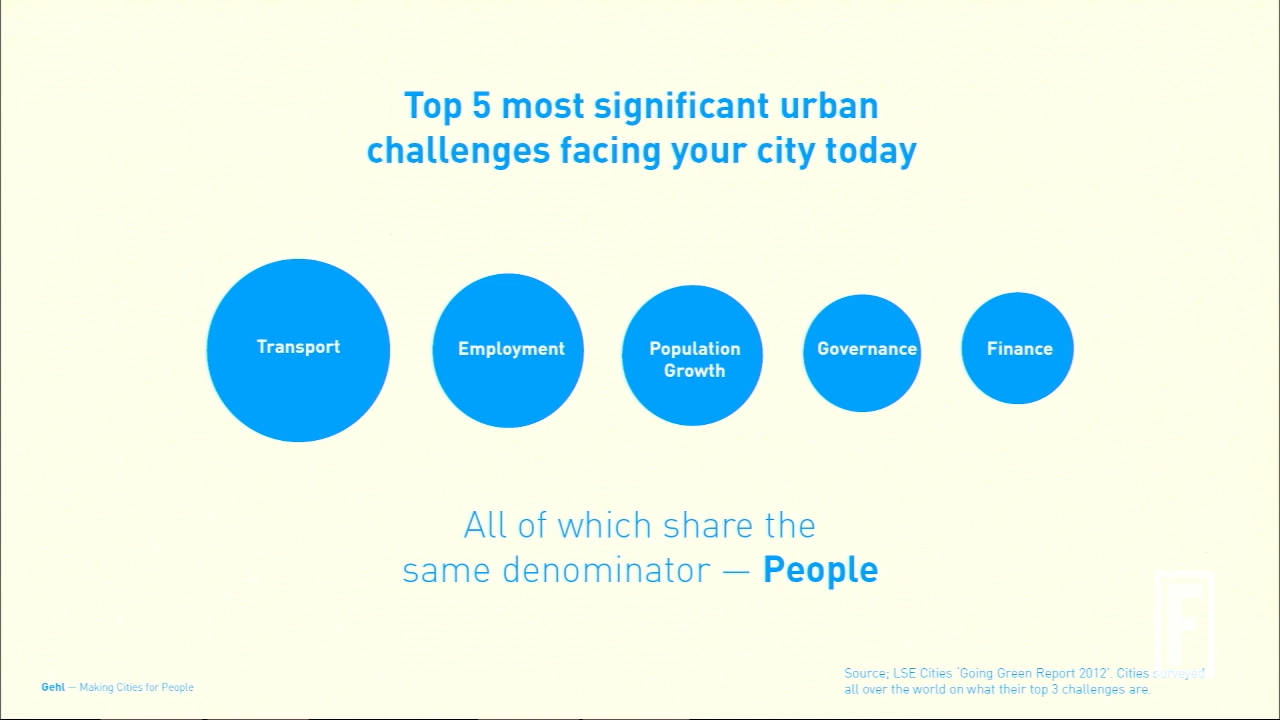 Top 5 most significant urban
challenges facing your city today
Transport
Employment
Population
Growth
Governance
Finance
All of which share the
same denominator — People
Gehl — Making Cities for People
Source; LSE Cities ‘Going Green Report 2012’. Cities surveyed
all over the world on what their top 3 challenges are.
F